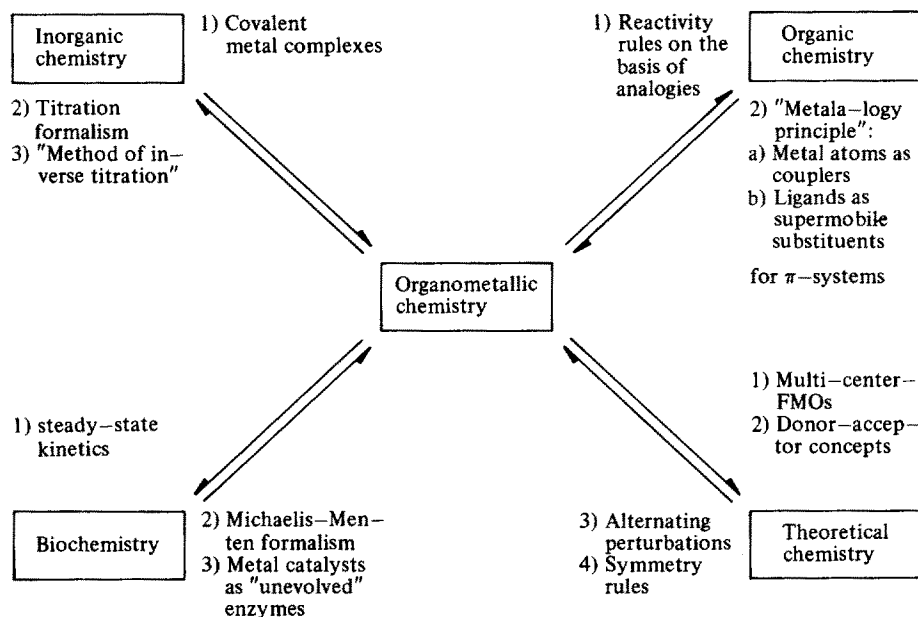 Inorganic
chemistry
1) Covalent
metal complexes
2) Titration
formalism
3) "Method of in–
verse titration"
1) Reactivity
rules on the
basis of
analogies
Organic
chemistry
2) "Metala–logy
principle":
a) Metal atoms as
couplers
b) Ligands as
supermobile
substituents
for π–systems
Organometallic
chemistry
1) steady–state
kinetics
Biochemistry
2) Michaelis–Men–
ten formalism
3) Metal catalysts
as "unevolved"
enzymes
1) Multi–center–
FMOs
2) Donor–accep–
tor concepts
3) Alternating
perturbations
4) Symmetry
rules
Theoretical
chemistry